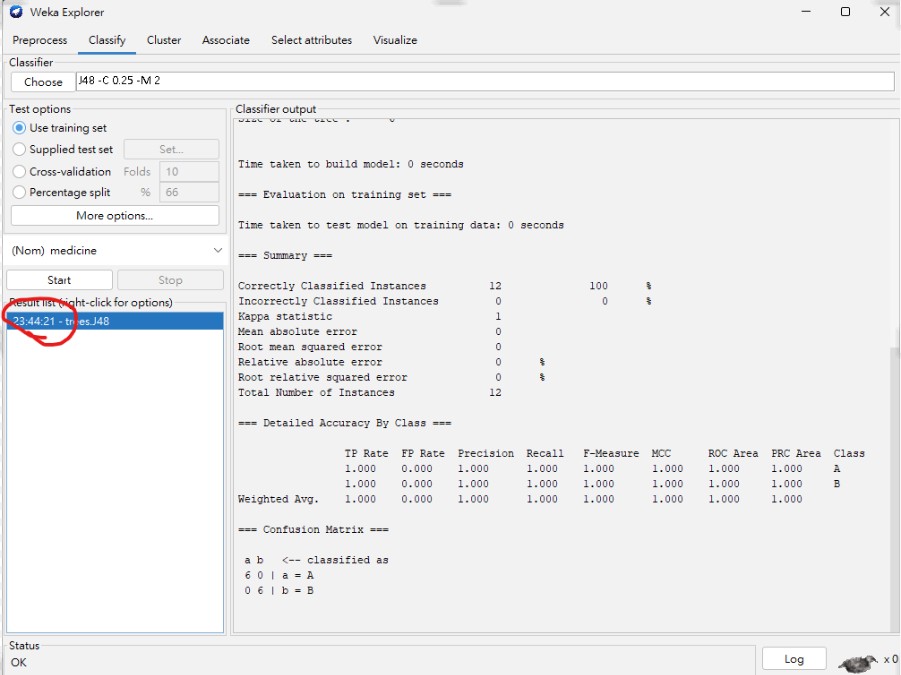 Weka Explorer
Preprocess Classify Cluster Associate Select attributes Visualize
Classifier
Choose J48 -C 0.25 -M 2
Test options
Use training set
Supplied test set Set...
Cross-validation Folds 10
Percentage split % 66
More options...
(Nom) medicine
Start Stop
Result list (right-click for options)
23:44:21 - trees.J48
Classifier output
Size of the tree :
Time taken to build model: 0 seconds
=== Evaluation on training set ===
Time taken to test model on training data: 0 seconds
=== Summary ===
Correctly Classified Instances 12 100 %
Incorrectly Classified Instances 0 0 %
Kappa statistic 1
Mean absolute error 0
Root mean squared error 0
Relative absolute error 0 %
Root relative squared error 0 %
Total Number of Instances 12
=== Detailed Accuracy By Class ===
TP Rate FP Rate Precision Recall F-Measure MCC ROC Area PRC Area Class
1.000 0.000 1.000 1.000 1.000 1.000 1.000 1.000 A
1.000 0.000 1.000 1.000 1.000 1.000 1.000 1.000 B
Weighted Avg. 1.000 0.000 1.000 1.000 1.000 1.000 1.000 1.000
=== Confusion Matrix ===
a b <-- classified as
6 0 | a = A
0 6 | b = B
Status
OK
Log
x 0